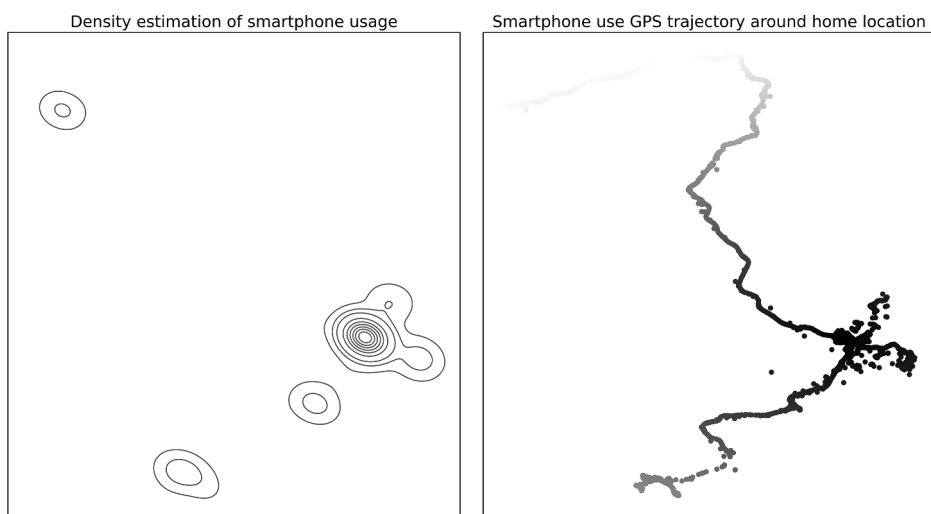 Density estimation of smartphone usage
Smartphone use GPS trajectory around home location